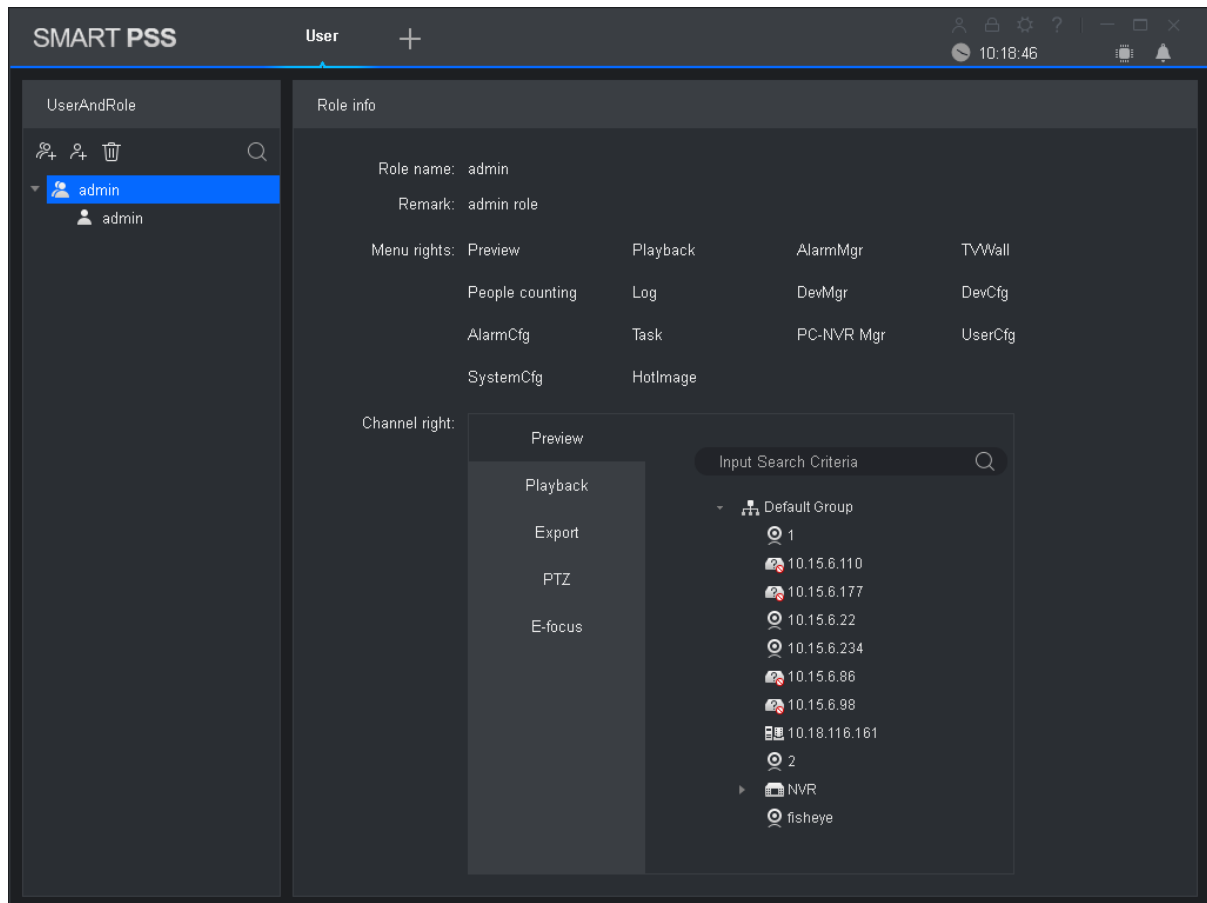 SMART PSS
User
10:18:46
UserAndRole
admin
admin
Role info
Role name: admin
Remark: admin role
Menu rights: Preview Playback AlarmMgr TVWall
People counting Log DevMgr DevCfg
AlarmCfg Task PC-NVR Mgr UserCfg
SystemCfg HotImage
Channel right:
Preview
Playback
Export
PTZ
E-focus
Input Search Criteria
Default Group
1
10.15.6.110
10.15.6.177
10.15.6.22
10.15.6.234
10.15.6.86
10.15.6.98
10.18.116.161
2
NVR
fisheye